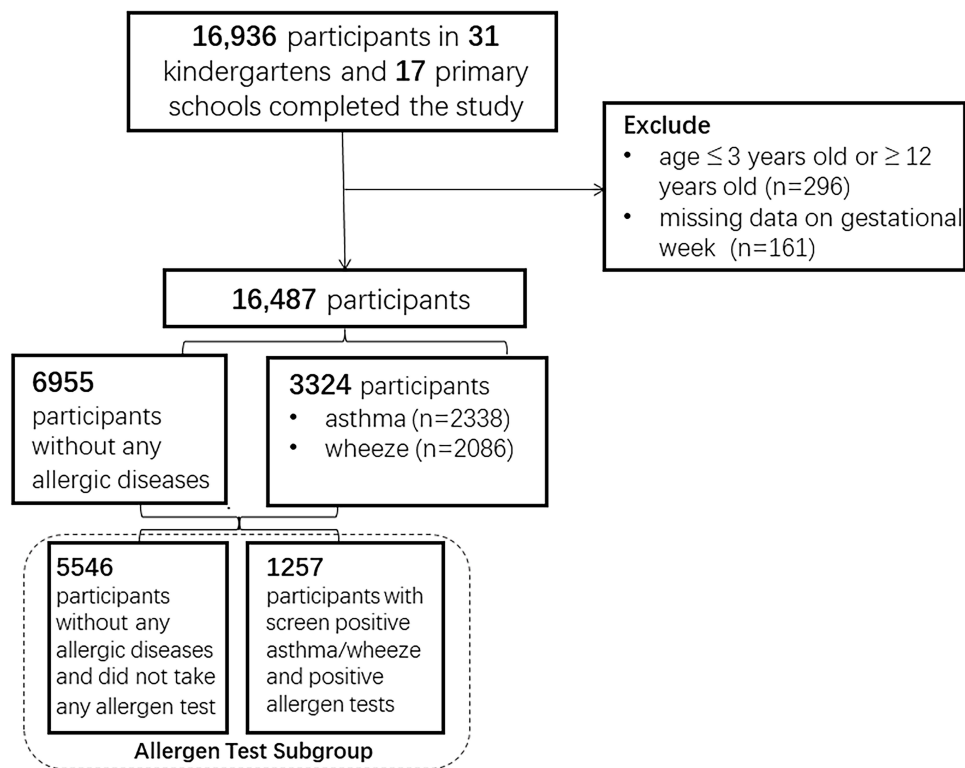 16,936 participants in 31
kindergartens and 17 primary
schools completed the study
Exclude
• age ≤ 3 years old or ≥ 12
years old (n=296)
• missing data on gestational
week (n=161)
16,487 participants
6955
participants
without any
allergic diseases
3324 participants
• asthma (n=2338)
• wheeze (n=2086)
5546
participants
without any
allergic diseases
and did not take
any allergen test
1257
participants with
screen positive
asthma/wheeze
and positive
allergen tests
Allergen Test Subgroup